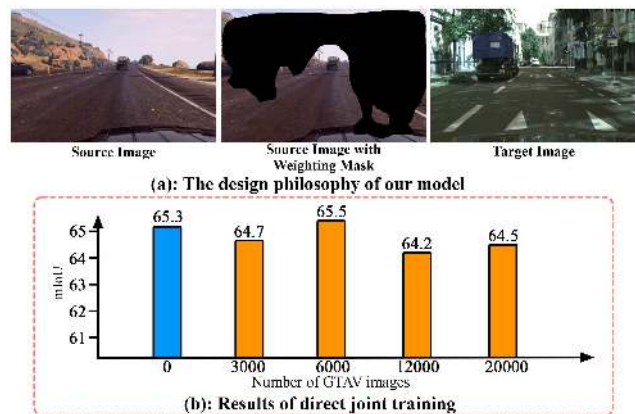 Source Image
Source Image with
Weighting Mask
Target Image
(a): The design philosophy of our model
65.3
64.7
65.5
64.2
64.5
65
64
63
62
61
mIoU
0
3000
6000
12000
20000
Number of GTAV images
(b): Results of direct joint training